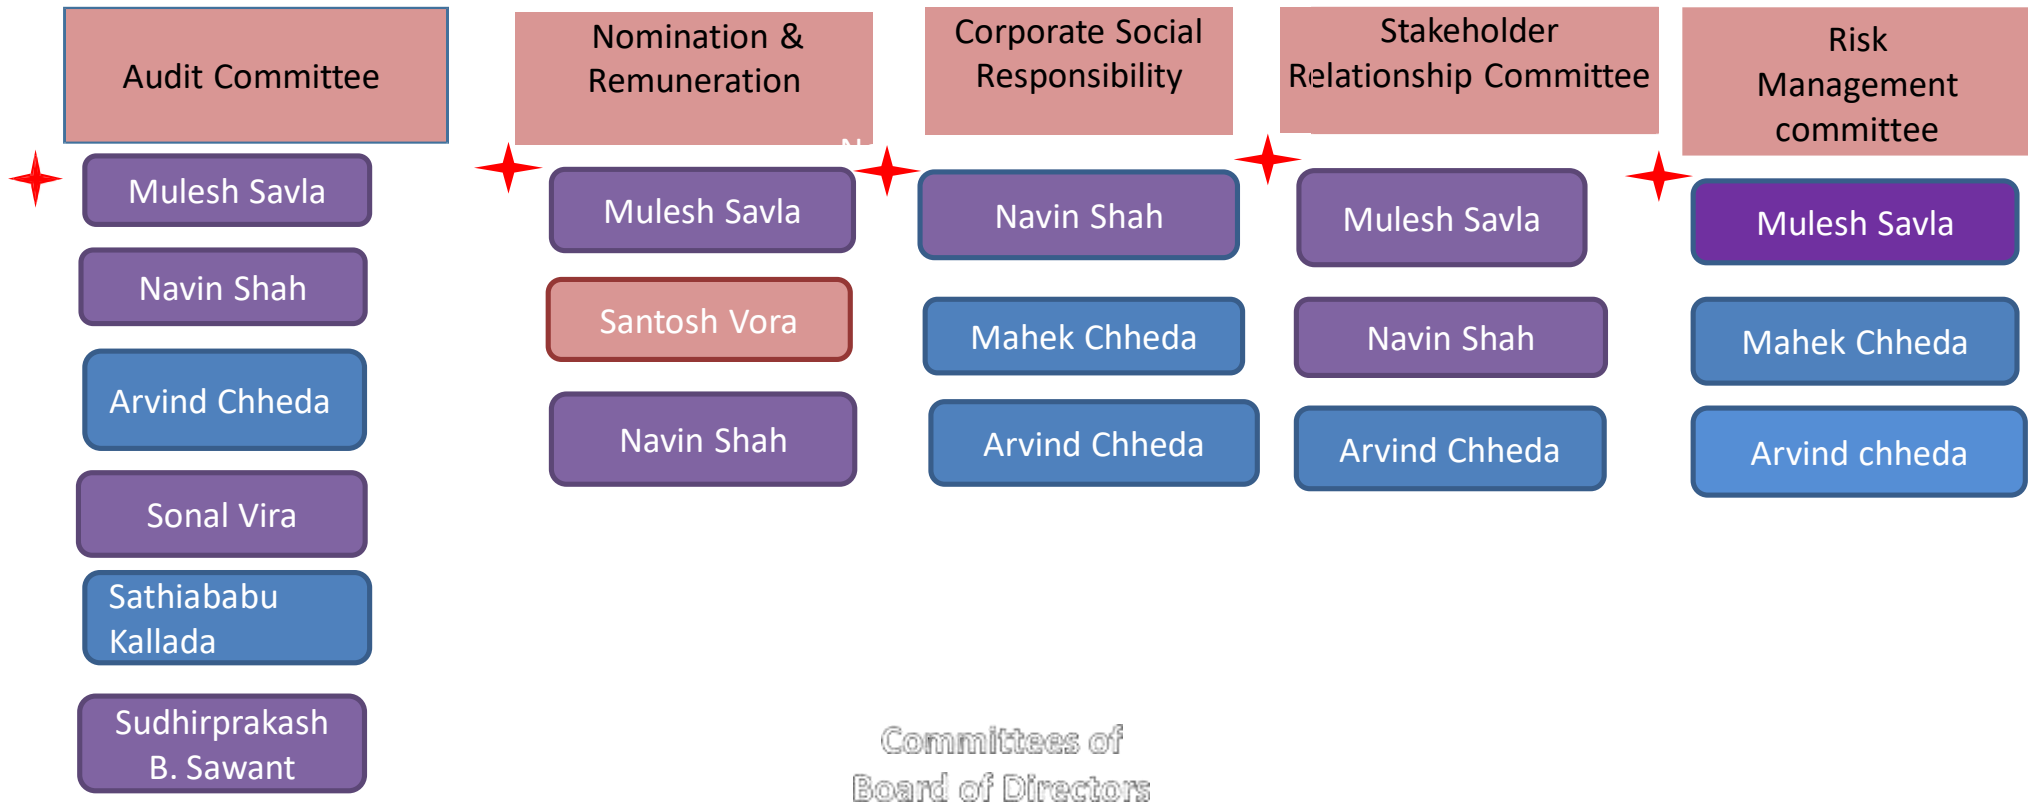 Audit Committee
Mulesh Savla
Navin Shah
Arvind Chheda
Sonal Vira
Sathiababu
Kallada
Sudhirprakash
B. Sawant
Nomination &
Remuneration
Mulesh Savla
Santosh Vora
Navin Shah
Corporate Social
Responsibility
Navin Shah
Mahek Chheda
Arvind Chheda
Stakeholder
Relationship Committee
Mulesh Savla
Navin Shah
Arvind Chheda
Risk
Management
committee
Mulesh Savla
Mahek Chheda
Arvind chheda
Committees of
Board of Directors